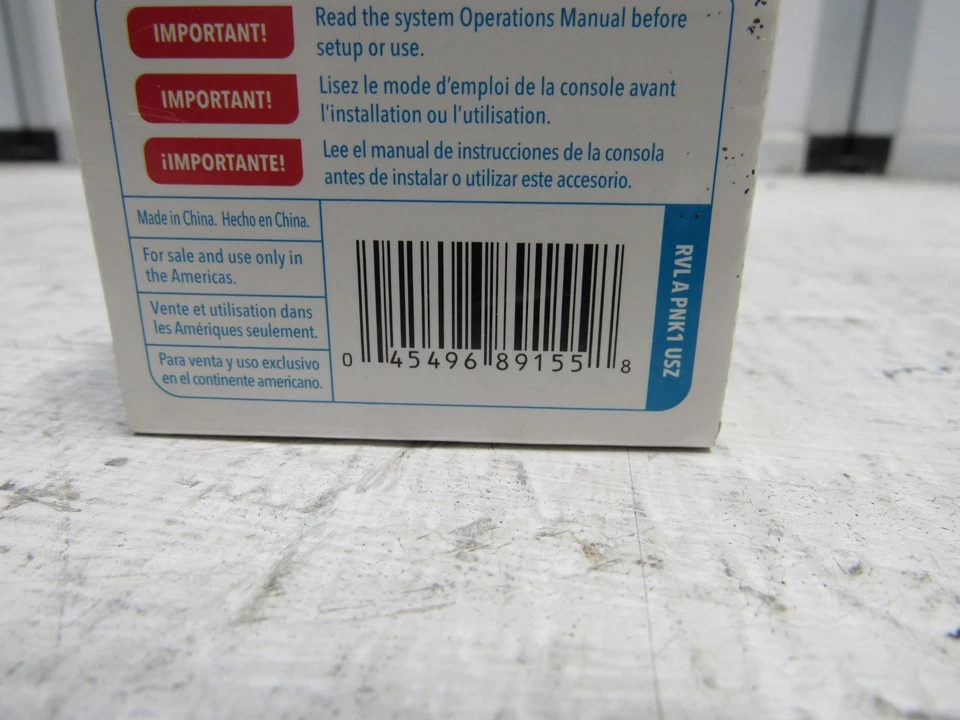 IMPORTANT!
Read the system Operations Manual before
setup or use.
IMPORTANT!
Lisez le mode d'emploi de la console avant
l'installation ou l'utilisation.
¡IMPORTANTE!
Lee el manual de instrucciones de la consola
antes de instalar o utilizar este accesorio.
Made in China. Hecho en China.
For sale and use only in
the Americas.
Vente et utilisation dans
les Amériques seulement.
Para venta y uso exclusivo
en el continente americano.
0 45496 89155 8
RVL A PNK1 USZ